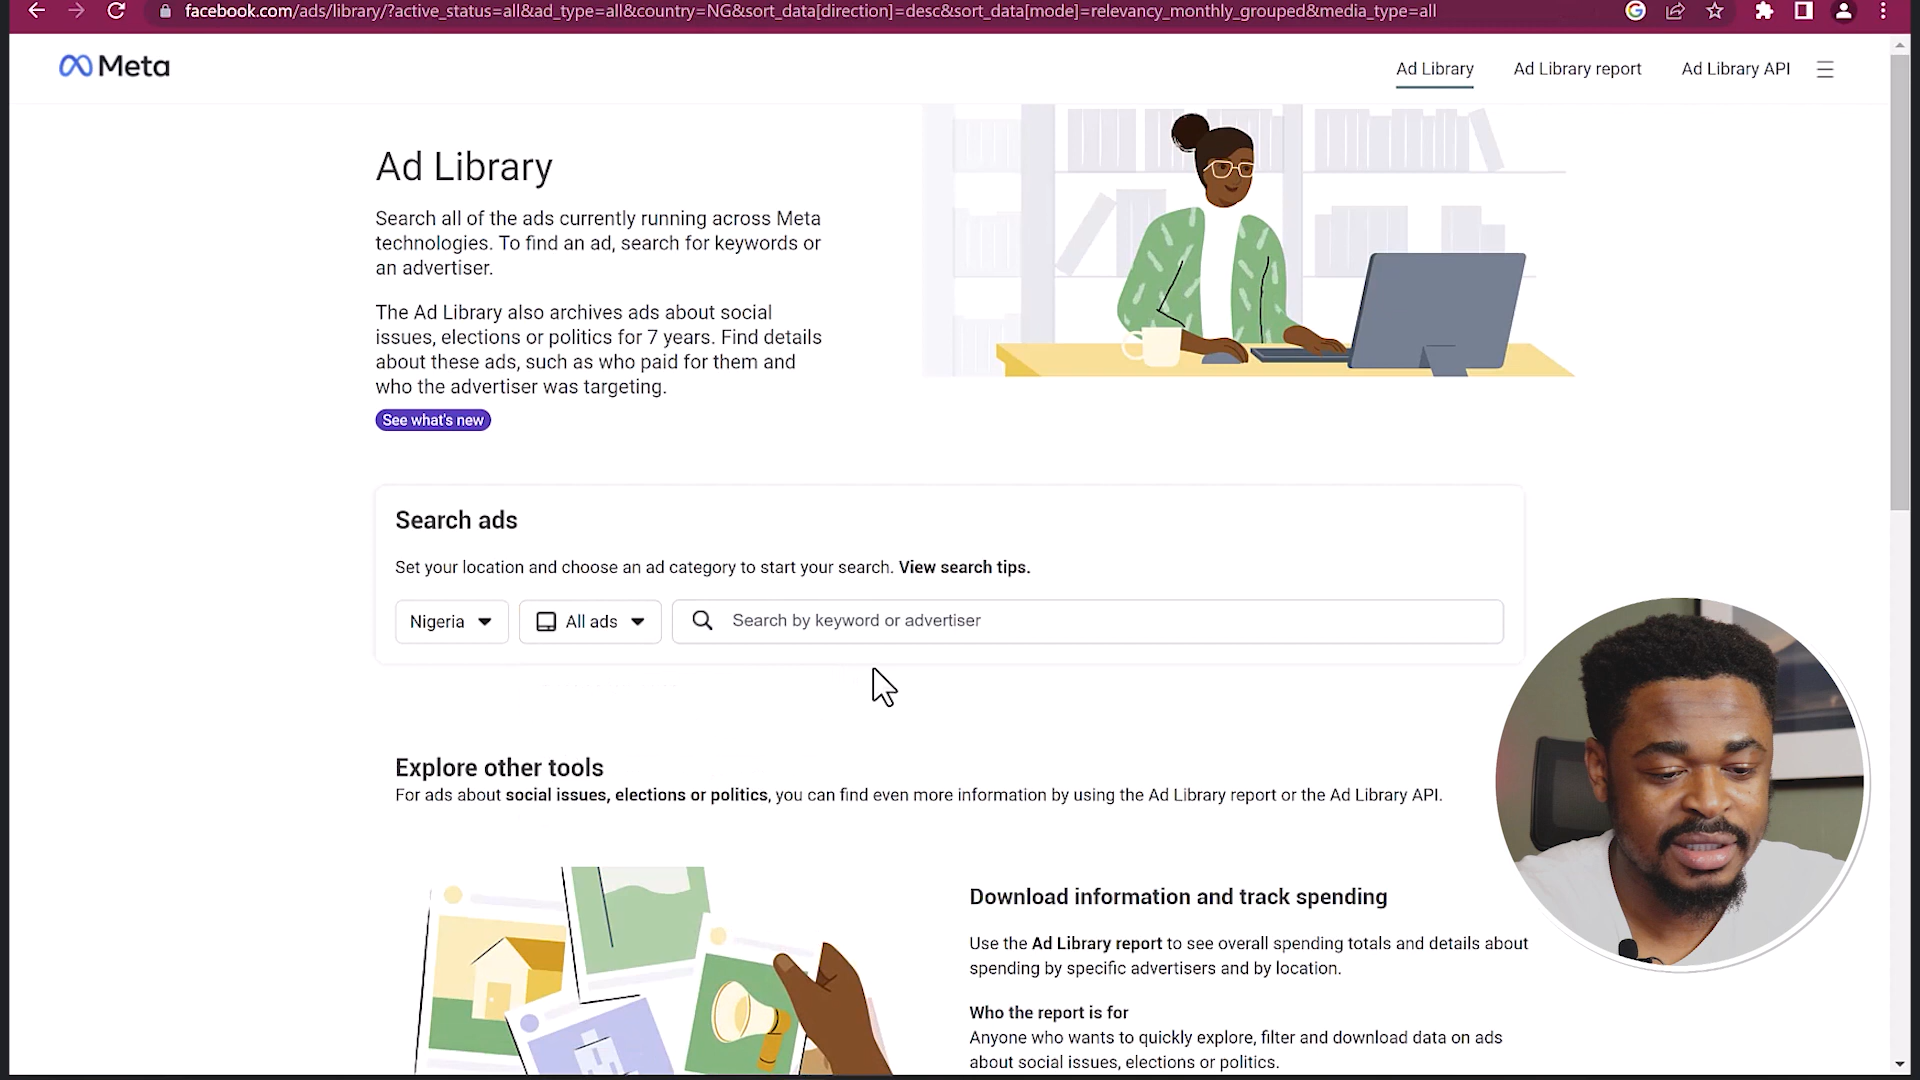 facebook.com/ads/library/?active_status=all&ad_type=all&country=NG&sort_data[direction]=desc&sort_data[mode]=relevancy_monthly_grouped&media_type=all
Meta
Ad Library
Ad Library report
Ad Library API
Ad Library
Search all of the ads currently running across Meta
technologies. To find an ad, search for keywords or
an advertiser.
The Ad Library also archives ads about social
issues, elections or politics for 7 years. Find details
about these ads, such as who paid for them and
who the advertiser was targeting.
See what's new
Search ads
Set your location and choose an ad category to start your search. View search tips.
Nigeria
All ads
Search by keyword or advertiser
Explore other tools
For ads about social issues, elections or politics, you can find even more information by using the Ad Library report or the Ad Library API.
Download information and track spending
Use the Ad Library report to see overall spending totals and details about
spending by specific advertisers and by location.
Who the report is for
Anyone who wants to quickly explore, filter and download data on ads
about social issues, elections or politics.